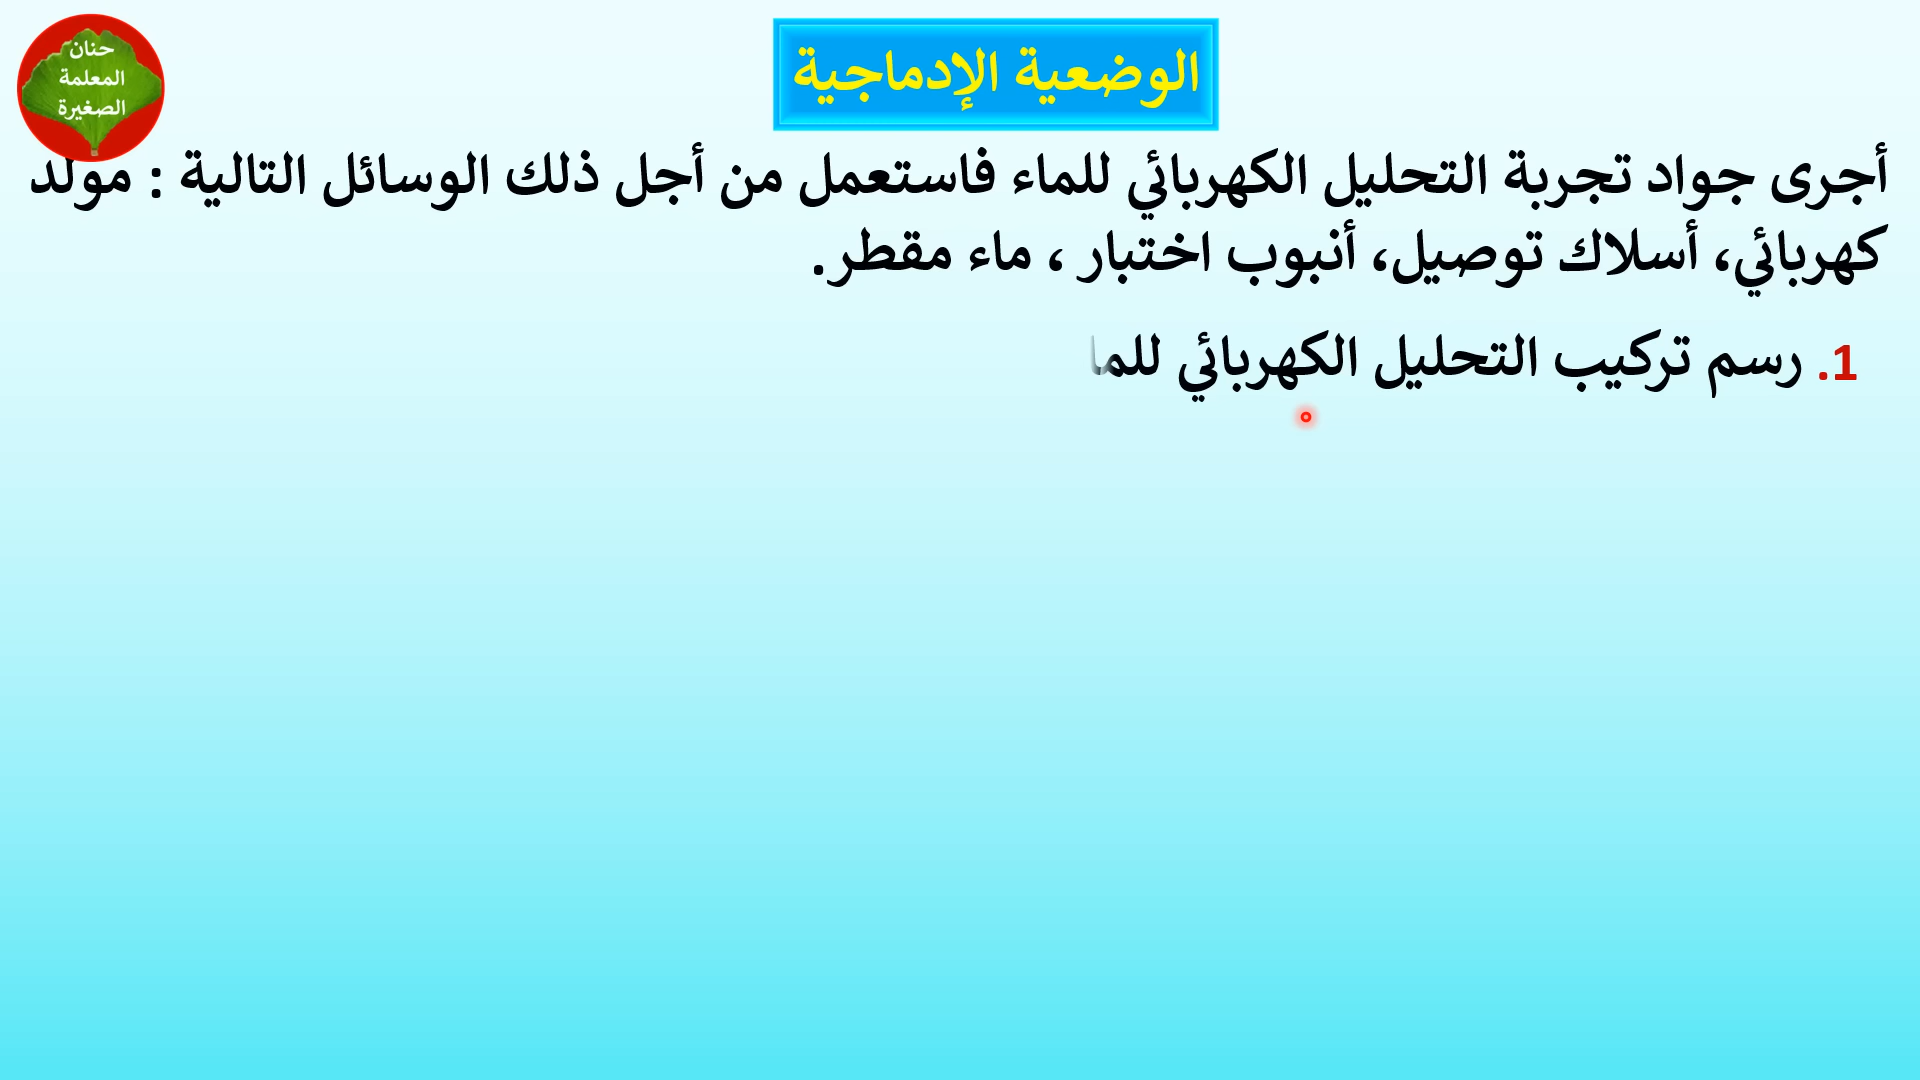 حنان
المعلمة
الصغيرة
الوضعية الإدماجية
أجرى جواد تجربة التحليل الكهربائي للماء فاستعمل من أجل ذلك الوسائل التالية : مولد
كهربائي، أسلاك توصيل، أنبوب اختبار ، ماء مقطر.
1. رسم تركيب التحليل الكهربائي للما